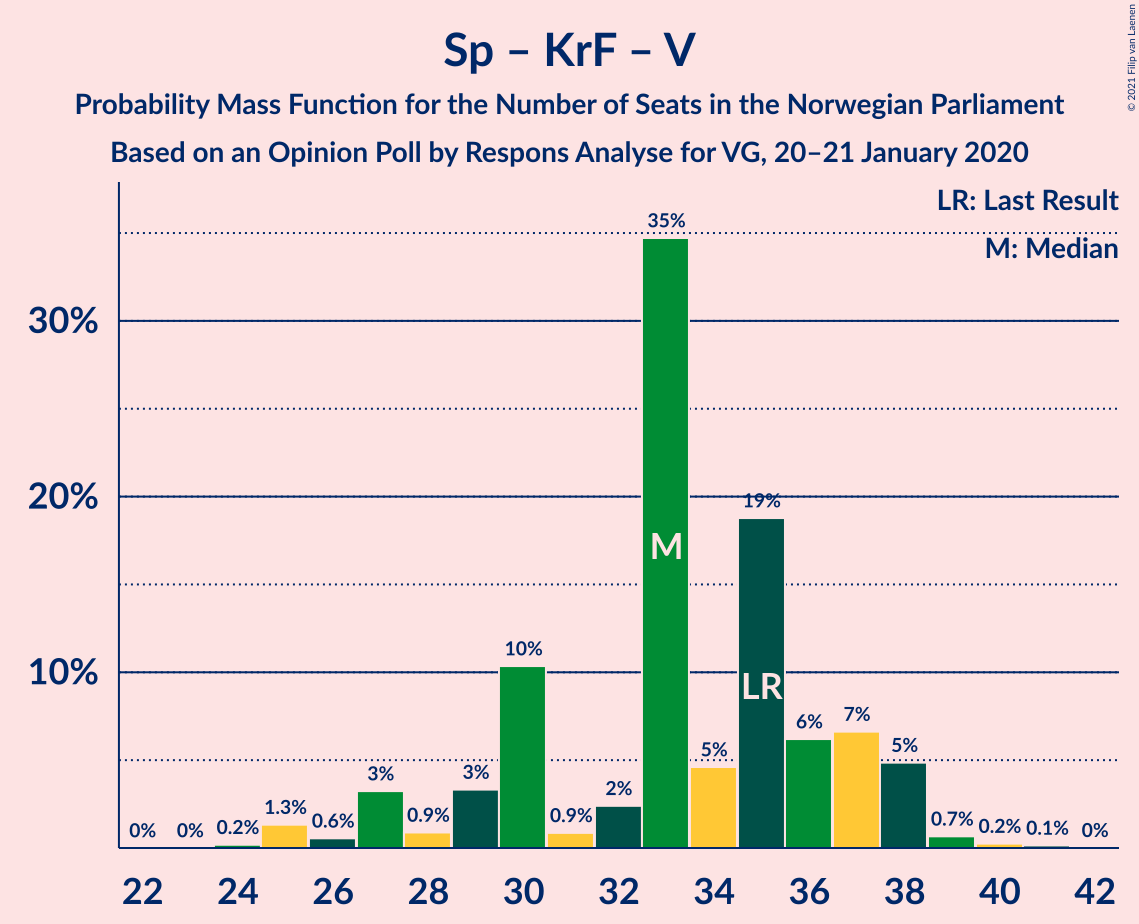 Sp – KrF – V
Probability Mass Function for the Number of Seats in the Norwegian Parliament
Based on an Opinion Poll by Respons Analyse for VG, 20–21 January 2020
© 2021 Filip van Laenen
LR: Last Result
M: Median
30%
20%
10%
0% 0% 0.2% 1.3% 0.6% 3% 0.9% 3% 10% 0.9% 2% 35% 5% 19% 6% 7% 5% 0.7% 0.2% 0.1% 0%
M
LR
22 24 26 28 30 32 34 36 38 40 42